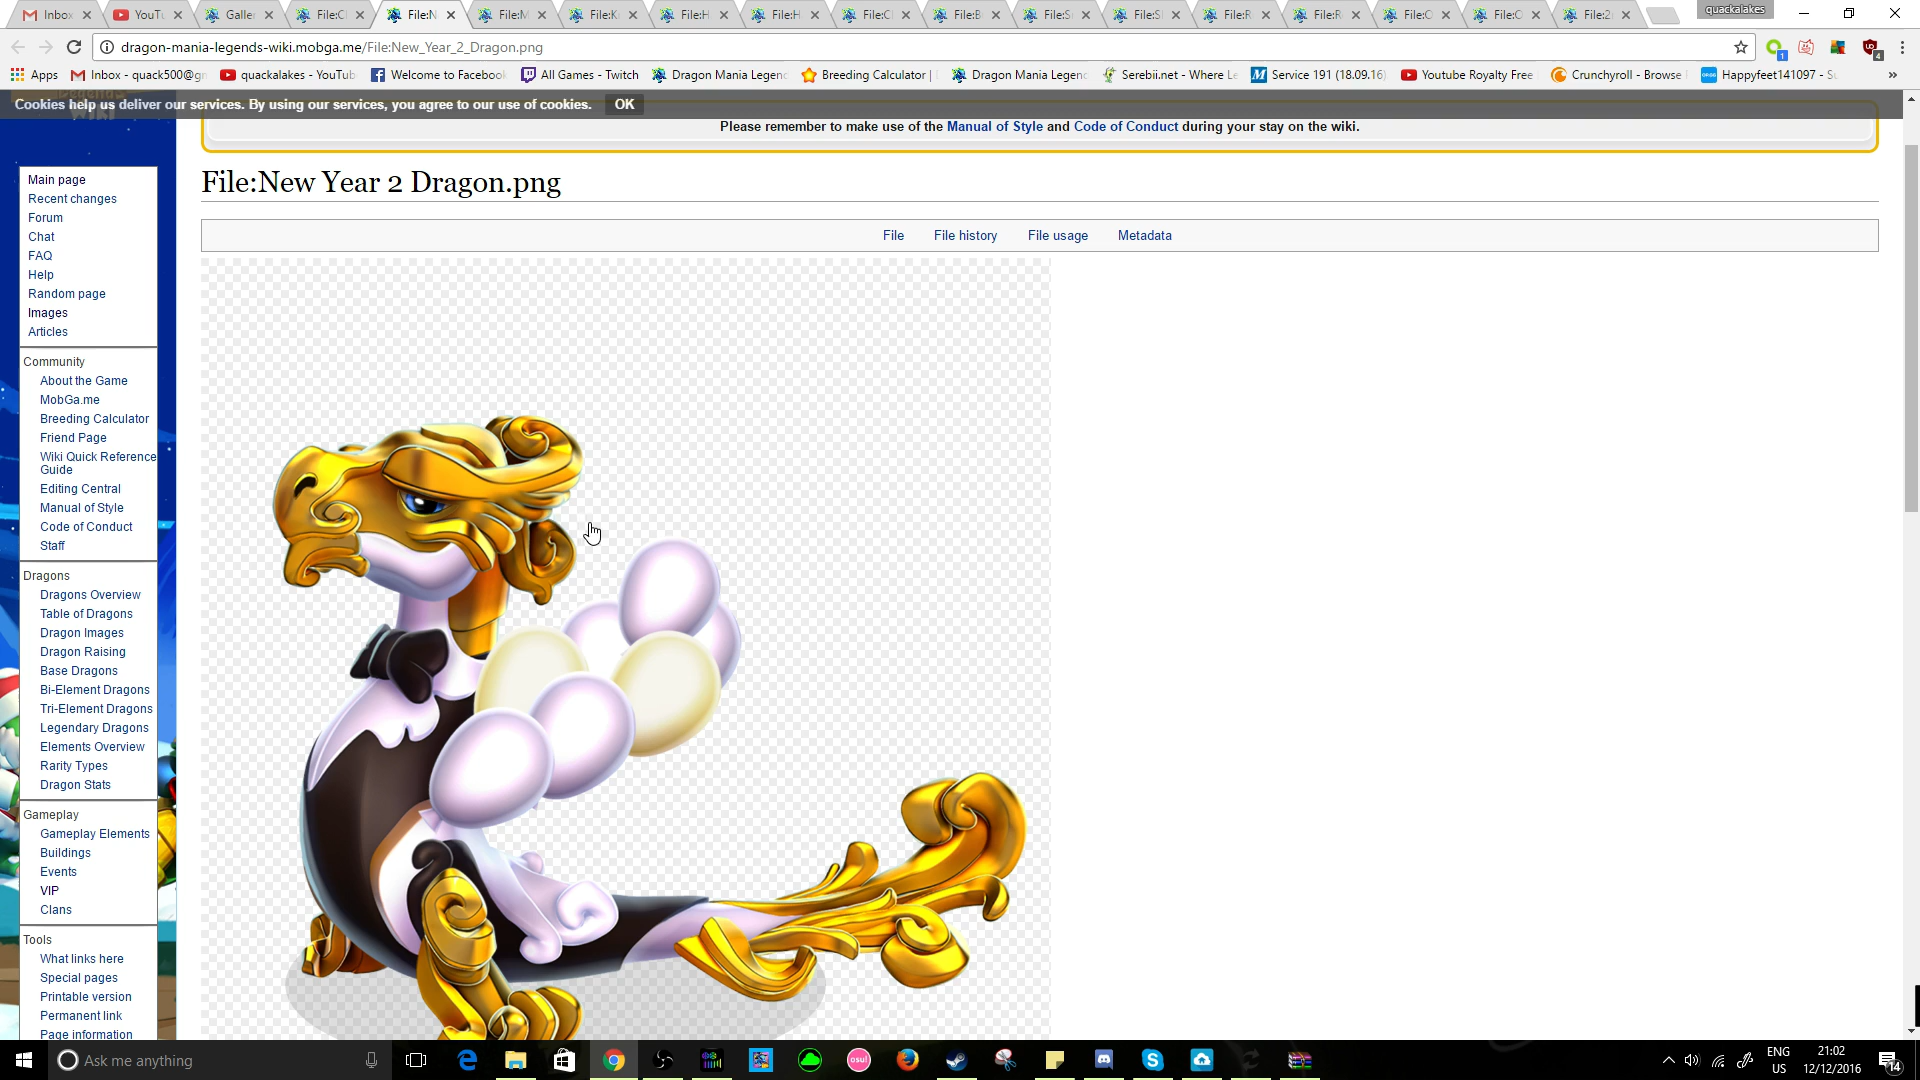 Inbox
YouTu
Galler
File:C
File:N
File:M
File:K
File:H
File:H
File:C
File:B
File:S
File:S
File:R
File:R
File:C
File:C
File:2
quackalakes
dragon-mania-legends-wiki.mobga.me/File:New_Year_2_Dragon.png
Apps
Inbox - quack500@g
quackalakes - YouTub
Welcome to Facebook
All Games - Twitch
Dragon Mania Legend
Breeding Calculator |
Dragon Mania Legend
Serebii.net - Where Le
Service 191 (18.09.16)
Youtube Royalty Free
Crunchyroll - Browse
Happyfeet141097 - Su
Cookies help us deliver our services. By using our services, you agree to our use of cookies. OK
Please remember to make use of the Manual of Style and Code of Conduct during your stay on the wiki.
File:New Year 2 Dragon.png
File File history File usage Metadata
Main page
Recent changes
Forum
Chat
FAQ
Help
Random page
Images
Articles
Community
About the Game
MobGa.me
Breeding Calculator
Friend Page
Wiki Quick Reference
Guide
Editing Central
Manual of Style
Code of Conduct
Staff
Dragons
Dragons Overview
Table of Dragons
Dragon Images
Dragon Raising
Base Dragons
Bi-Element Dragons
Tri-Element Dragons
Legendary Dragons
Elements Overview
Rarity Types
Dragon Stats
Gameplay
Gameplay Elements
Buildings
Events
VIP
Clans
Tools
What links here
Special pages
Printable version
Permanent link
Page information
Ask me anything
osu!
ENG
US
21:02
12/12/2016
14